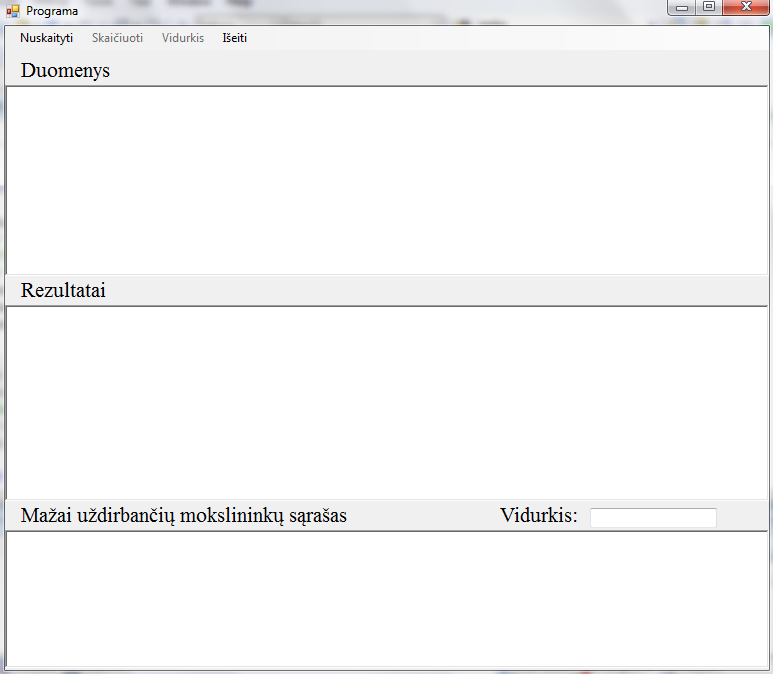 Programa
Nuskaityti Skaičiuoti Vidurkis Išeiti
Duomenys
Rezultatai
Mažai uždirbančių mokslininkų sąrašas Vidurkis: